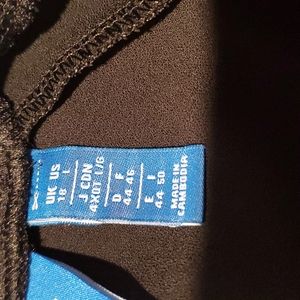 UK US
18 L
J CDN
4XOT L/G
D F
44 46
E I
44 50
MADE IN
CAMBODIA